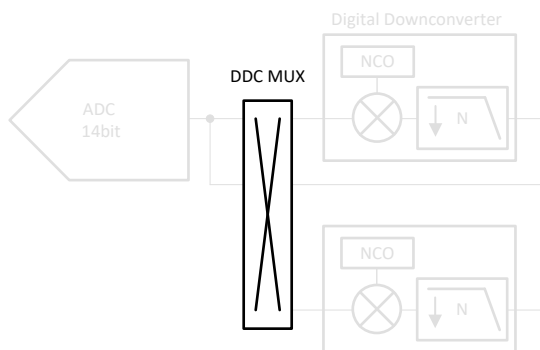 Digital Downconverter
NCO
DDC MUX
ADC
14bit
N
NCO
N